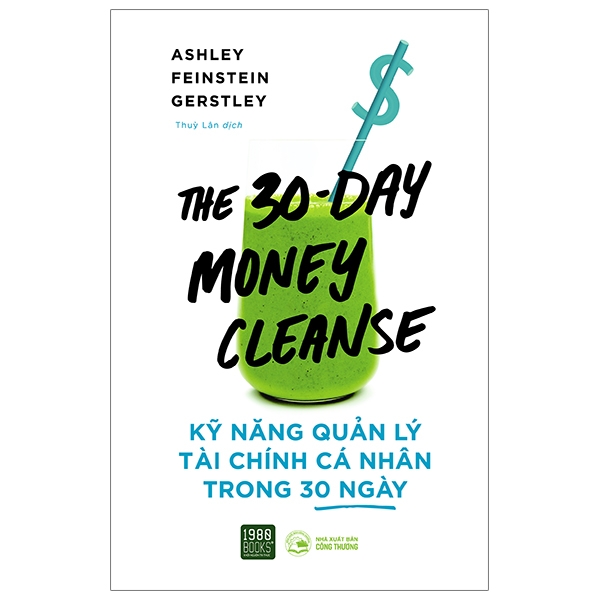 ASHLEY
FEINSTEIN
GERSTLEY
Thuỷ Lân dịch
THE 30-DAY
MONEY
CLEANSE
KỸ NĂNG QUẢN LÝ
TÀI CHÍNH CÁ NHÂN
TRONG 30 NGÀY
1980
BOOKS
NHÀ XUẤT BẢN
CÔNG THƯƠNG